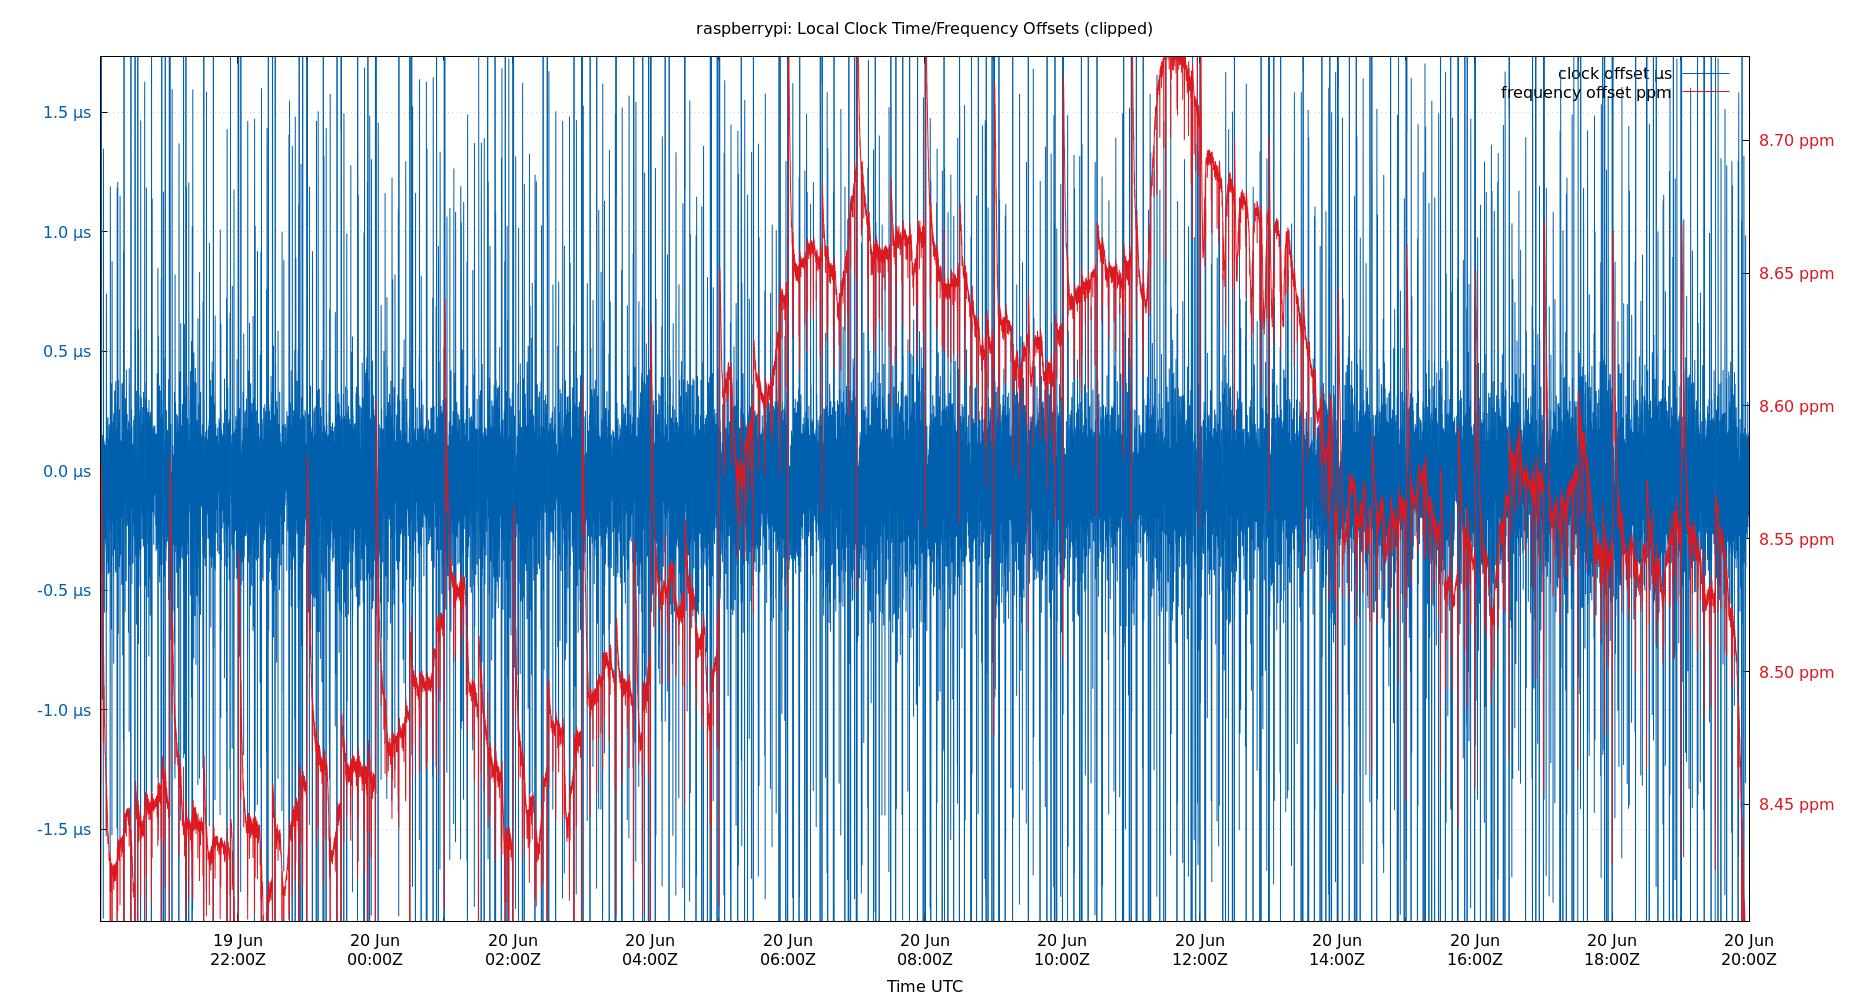 raspberrypi: Local Clock Time/Frequency Offsets (clipped)
clock offset µs
frequency offset ppm
1.5 µs
1.0 µs
0.5 µs
0.0 µs
-0.5 µs
-1.0 µs
-1.5 µs
8.70 ppm
8.65 ppm
8.60 ppm
8.55 ppm
8.50 ppm
8.45 ppm
19 Jun 20 Jun 20 Jun 20 Jun 20 Jun 20 Jun 20 Jun 20 Jun 20 Jun 20 Jun 20 Jun 20 Jun
22:00Z 00:00Z 02:00Z 04:00Z 06:00Z 08:00Z 10:00Z 12:00Z 14:00Z 16:00Z 18:00Z 20:00Z
Time UTC